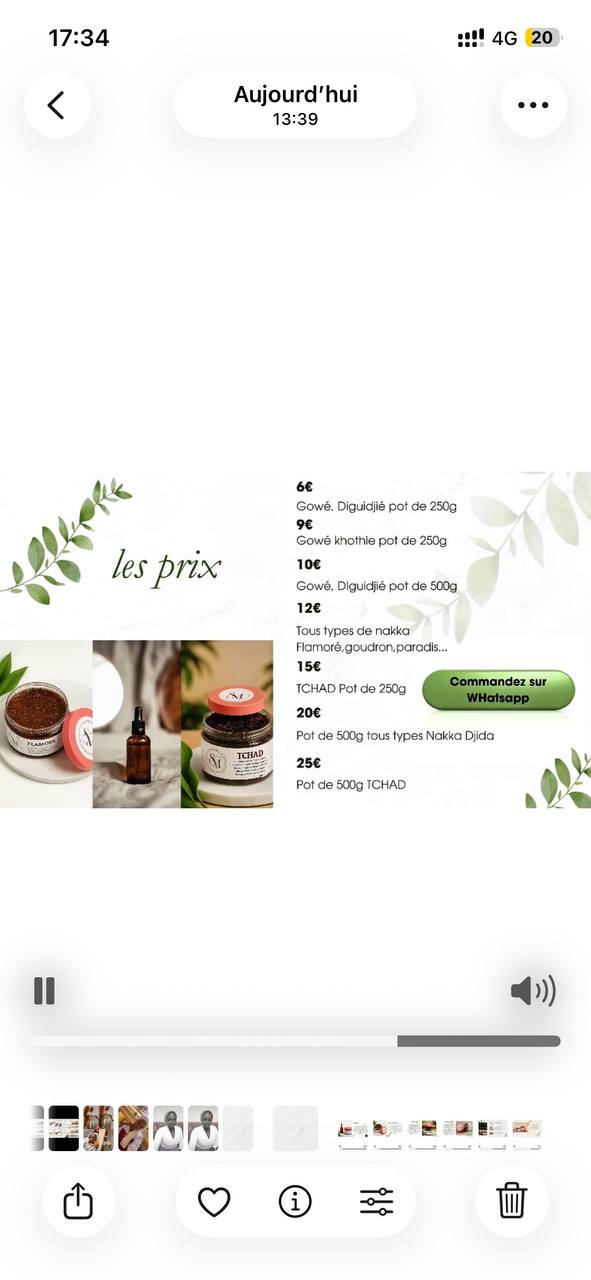 17:34
4G 20
Aujourd’hui
13:39
les prix
6€
Gowé, Diguidjié pot de 250g
9€
Gowé khothie pot de 250g
10€
Gowé, Diguidjié pot de 500g
12€
Tous types de nakka
Flamoré,goudron,paradis...
15€
TCHAD Pot de 250g
20€
Pot de 500g tous types Nakka Djida
25€
Pot de 500g TCHAD
Commandez sur
WHatsapp
TCHAD